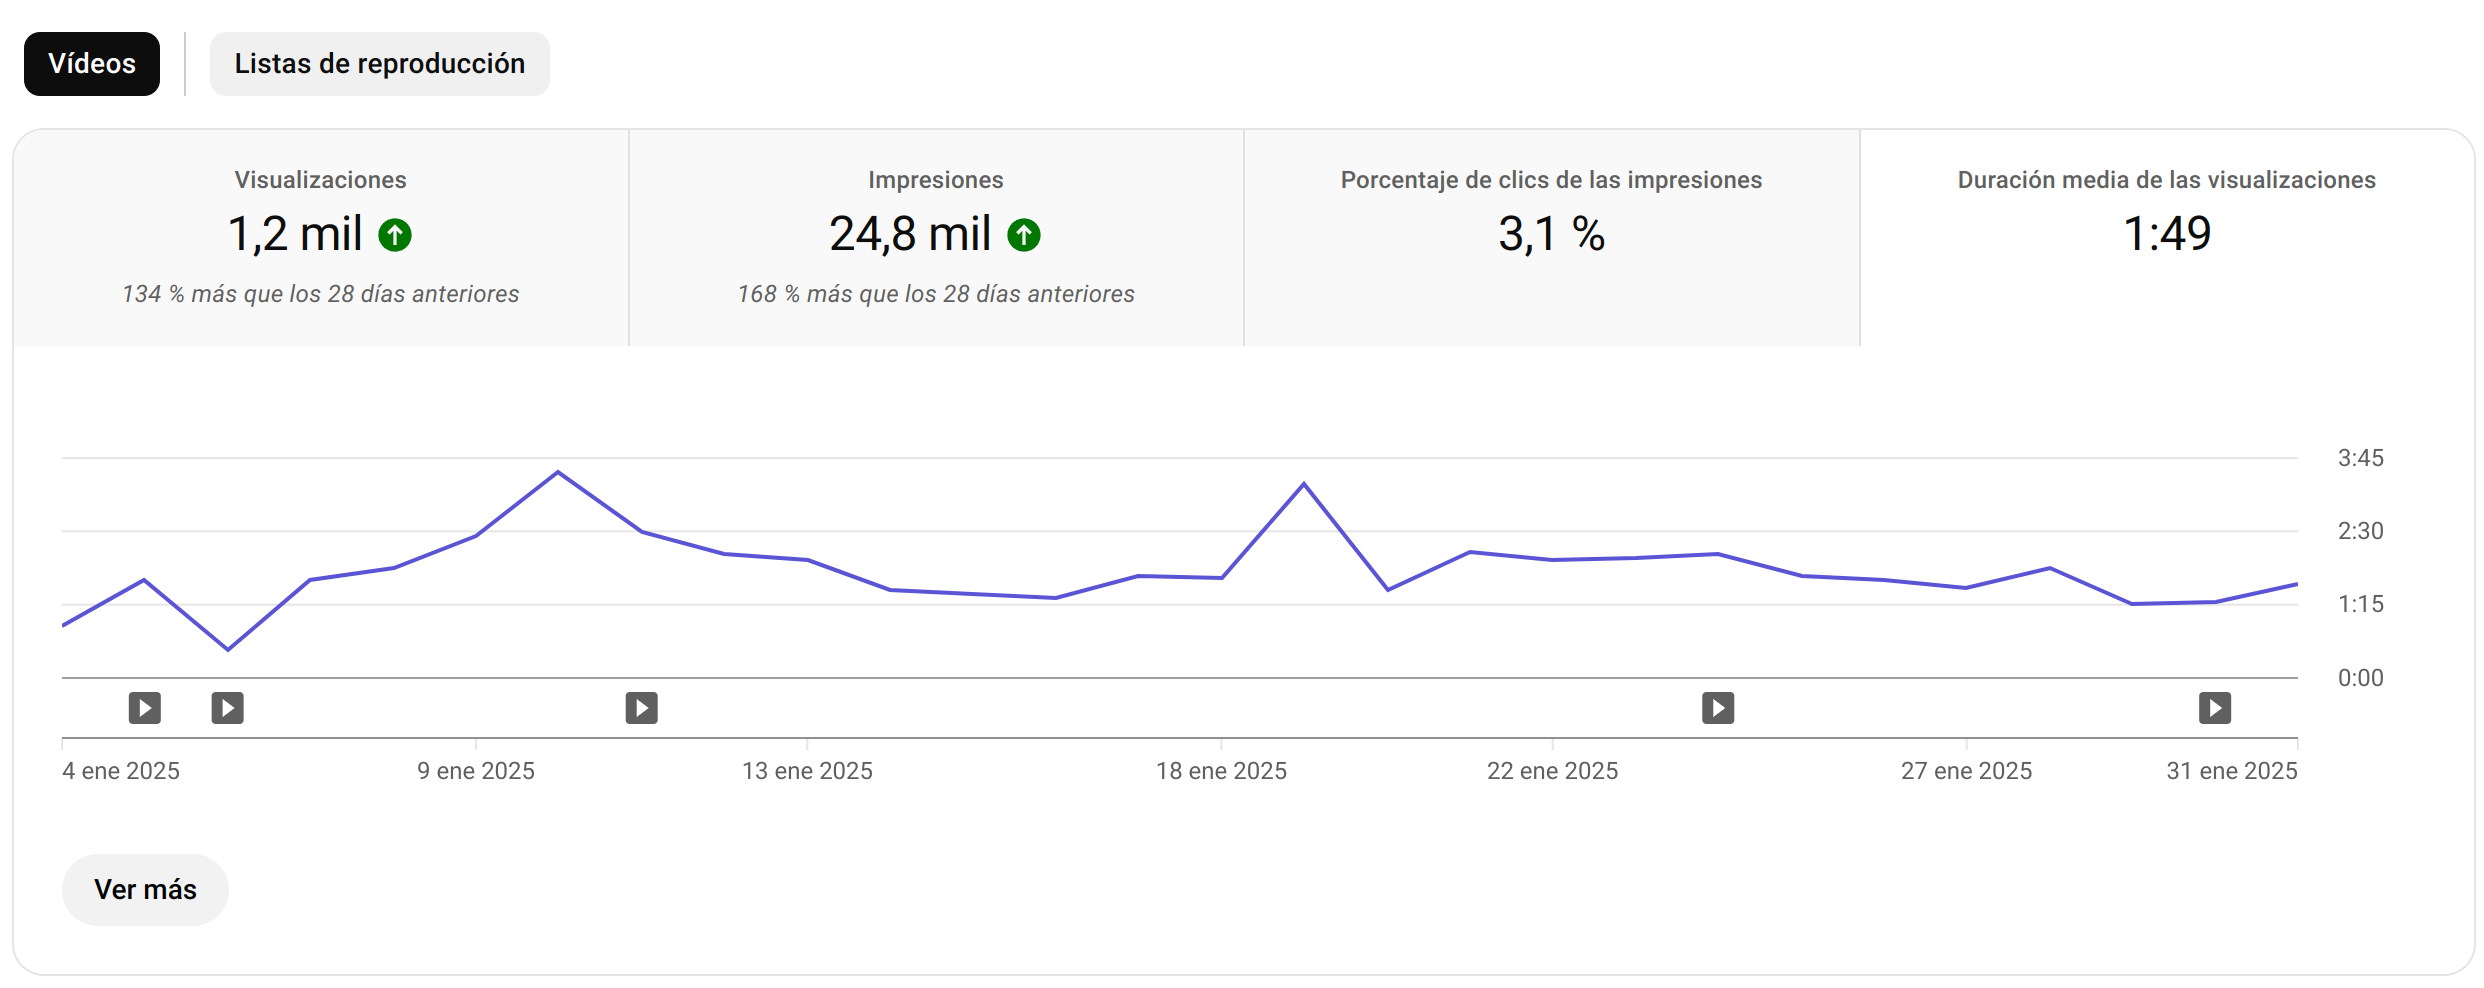 Vídeos
Listas de reproducción
Visualizaciones
1,2 mil
134 % más que los 28 días anteriores
Impresiones
24,8 mil
168 % más que los 28 días anteriores
Porcentaje de clics de las impresiones
3,1 %
Duración media de las visualizaciones
1:49
3:45
2:30
1:15
0:00
4 ene 2025
9 ene 2025
13 ene 2025
18 ene 2025
22 ene 2025
27 ene 2025
31 ene 2025
Ver más